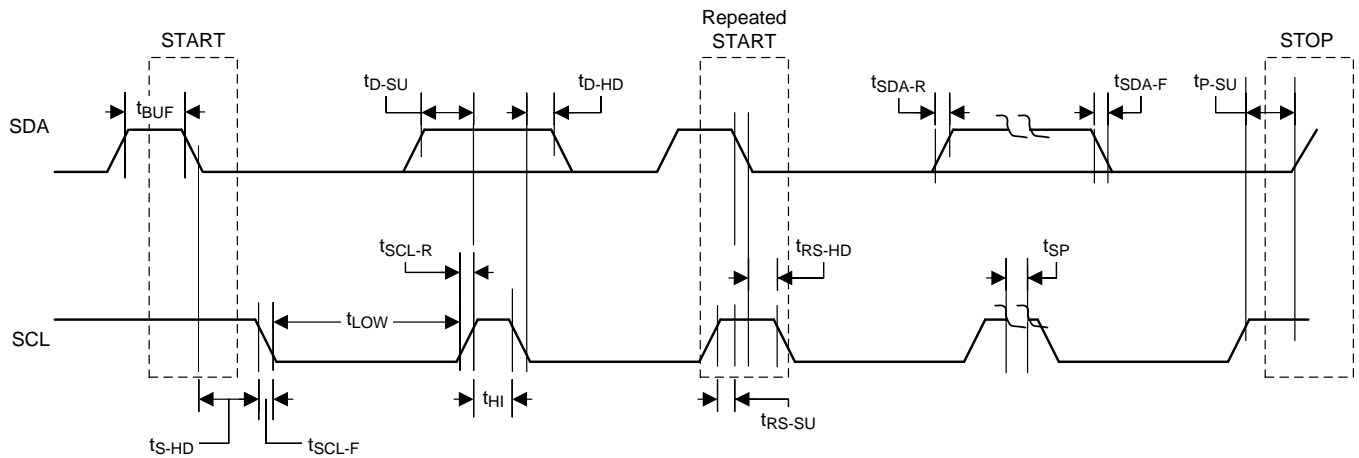 START
Repeated
START
STOP
tBUF
tD-SU
tD-HD
tSDA-R
tSDA-F
tP-SU
SDA
tSCL-R
tRS-HD
tSP
tLOW
SCL
tHI
tS-HD
tSCL-F
tRS-SU